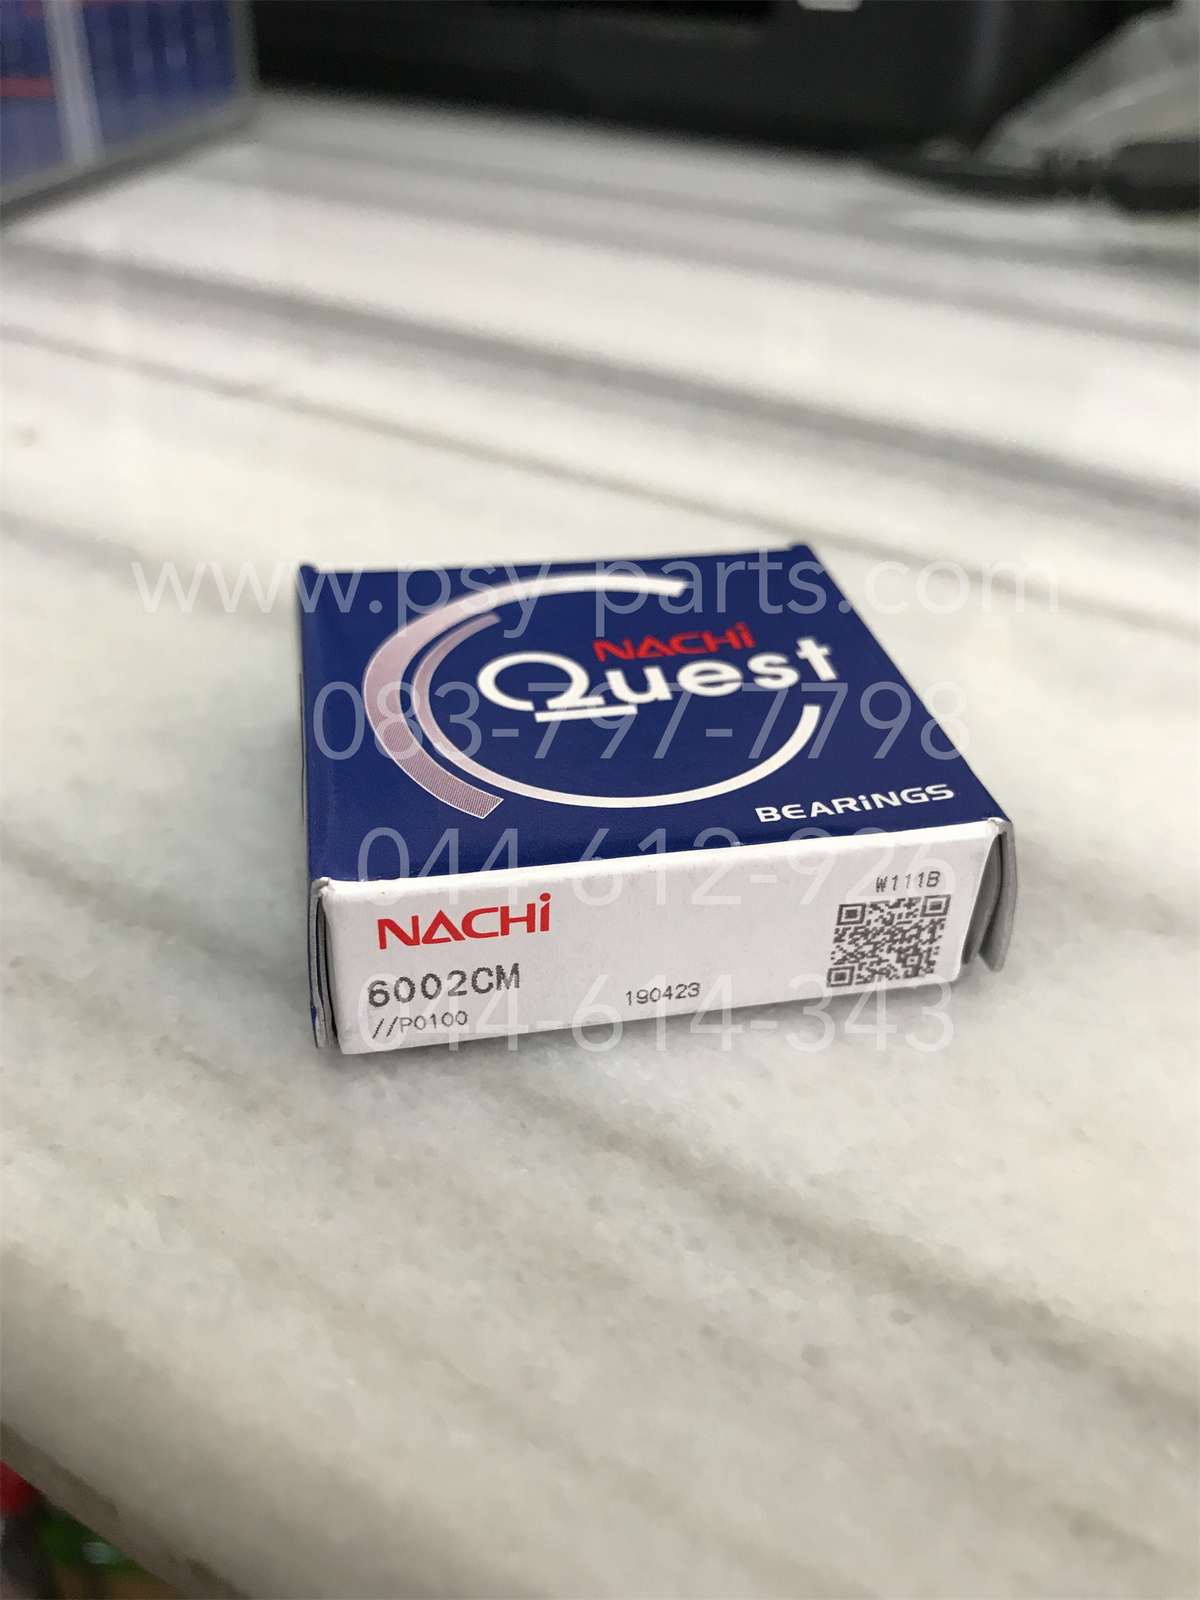 www.psy-parts.com
NACHi
Quest
083-797-7798
BEARiNGS
044-612-926
W111B
NACHi
6002CM
190423
044-614-343
//P0100